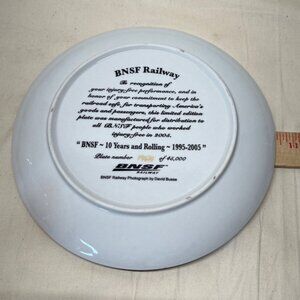 BNSF Railway
In recognition of
your injury-free performance, and in
honor of your commitment to keep the
railroad safe, for transporting America's
goods and passengers, this limited edition
plate was manufactured for distribution to
all BNSF people who worked
injury-free in 2004.
"BNSF ~ 10 Years and Rolling ~ 1995-2005"
Plate number of 45,000
BNSF
RAILWAY
BNSF Railway Photograph by David Busse
11